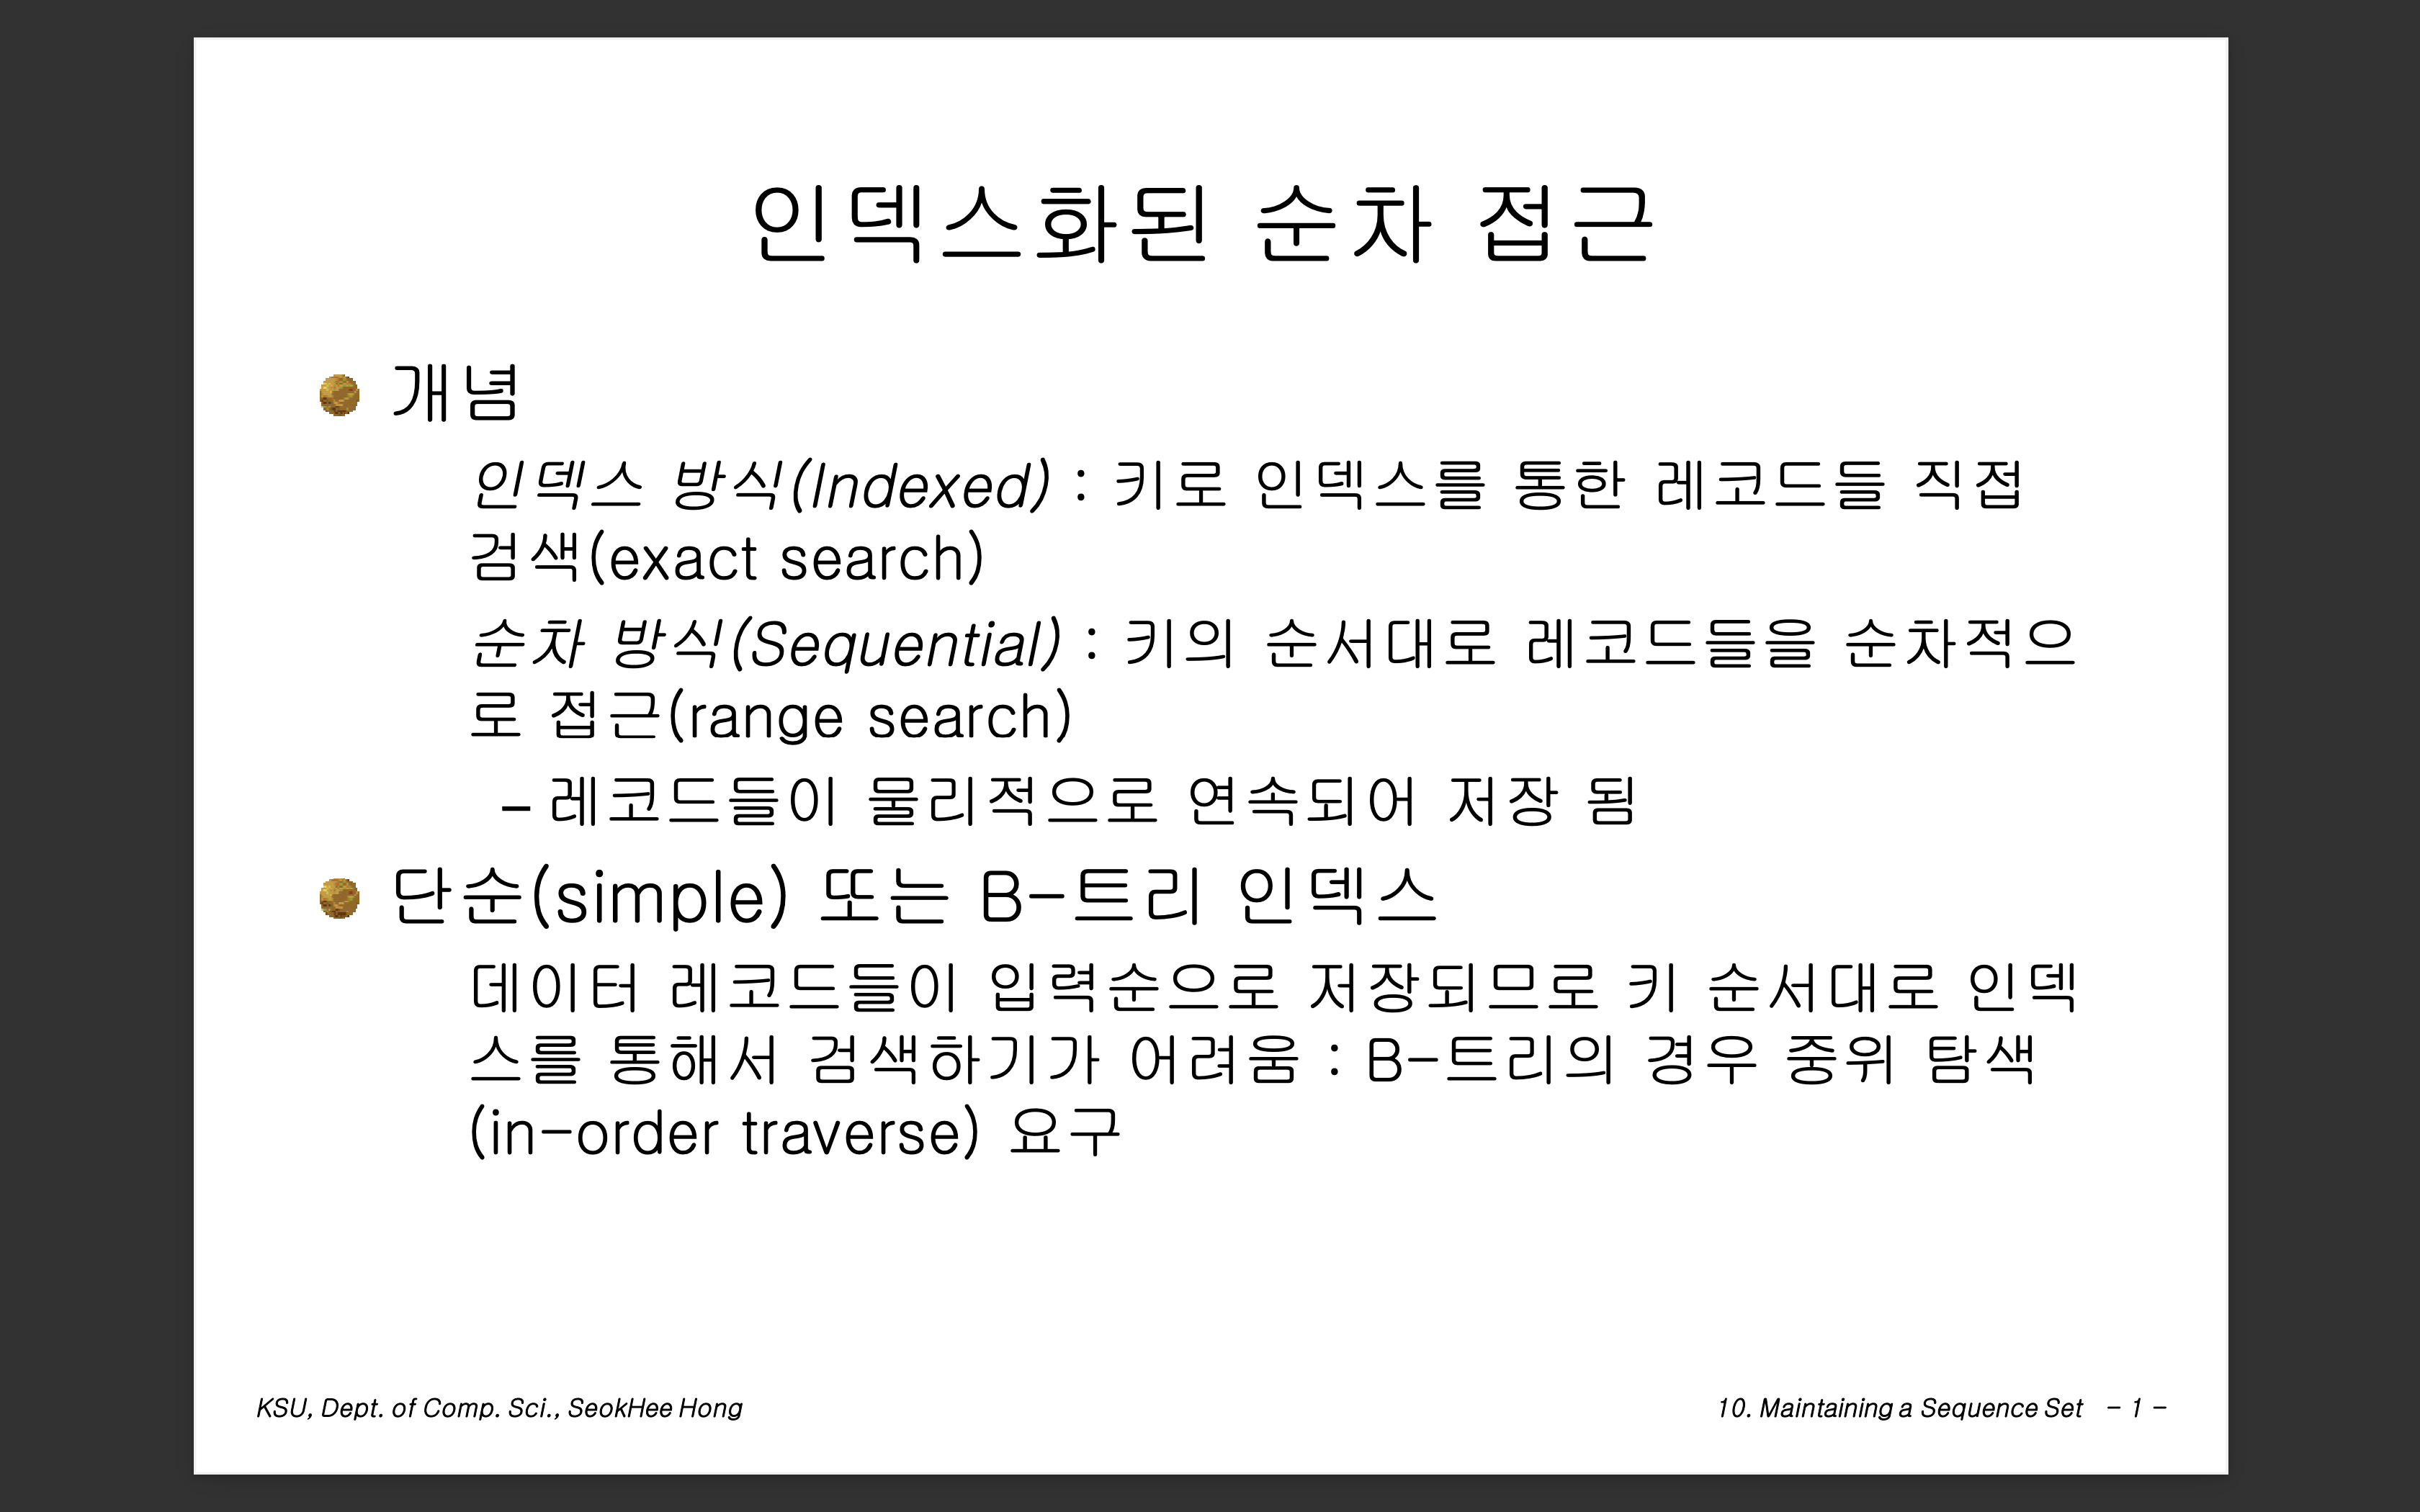 인덱스화된 순차 접근
개념
인덱스 방식(Indexed) : 키로 인덱스를 통한 레코드들 직접
검색(exact search)
순차 방식(Sequential) : 키의 순서대로 레코드들을 순차적으
로 접근(range search)
– 레코드들이 물리적으로 연속되어 저장 됨
단순(simple) 또는 B-트리 인덱스
데이터 레코드들이 입력순으로 저장되므로 키 순서대로 인덱
스를 통해서 검색하기가 어려움 : B-트리의 경우 중위 탐색
(in-order traverse) 요구
KSU, Dept. of Comp. Sci., SeokHee Hong
10. Maintaining a Sequence Set - 1 -